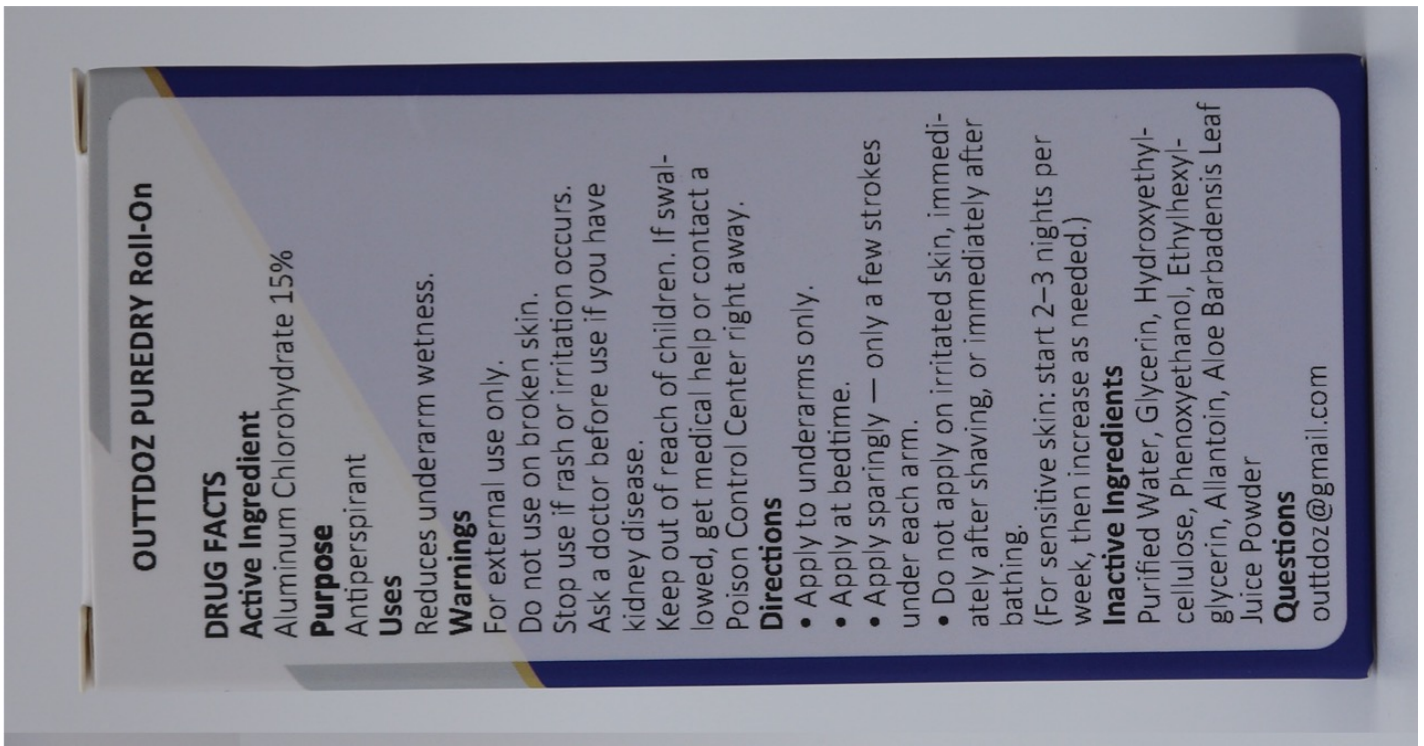 OUTTDOZ PUREDRY Roll-On
DRUG FACTS
Active Ingredient
Aluminum Chlorohydrate 15%
Purpose
Antiperspirant
Uses
Reduces underarm wetness.
Warnings
For external use only.
Do not use on broken skin.
Stop use if rash or irritation occurs.
Ask a doctor before use if you have
kidney disease.
Keep out of reach of children. If swal-
lowed, get medical help or contact a
Poison Control Center right away.
Directions
• Apply to underarms only.
• Apply at bedtime.
• Apply sparingly — only a few strokes
under each arm.
• Do not apply on irritated skin, immedi-
ately after shaving, or immediately after
bathing.
(For sensitive skin: start 2–3 nights per
week, then increase as needed.)
Inactive Ingredients
Purified Water, Glycerin, Hydroxyethyl-
cellulose, Phenoxyethanol, Ethylhexyl-
glycerin, Allantoin, Aloe Barbadensis Leaf
Juice Powder
Questions
outtdoz@gmail.com